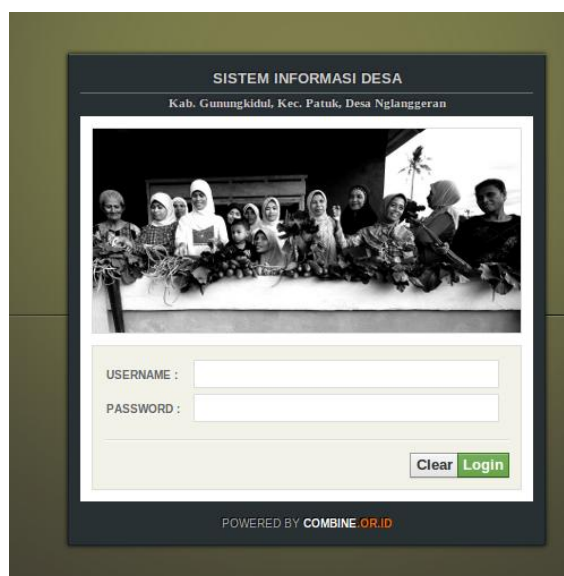 SISTEM INFORMASI DESA
Kab. Gunungkidul, Kec. Patuk, Desa Nglanggeran
USERNAME :
PASSWORD :
Clear Login
POWERED BY COMBINE.OR.ID